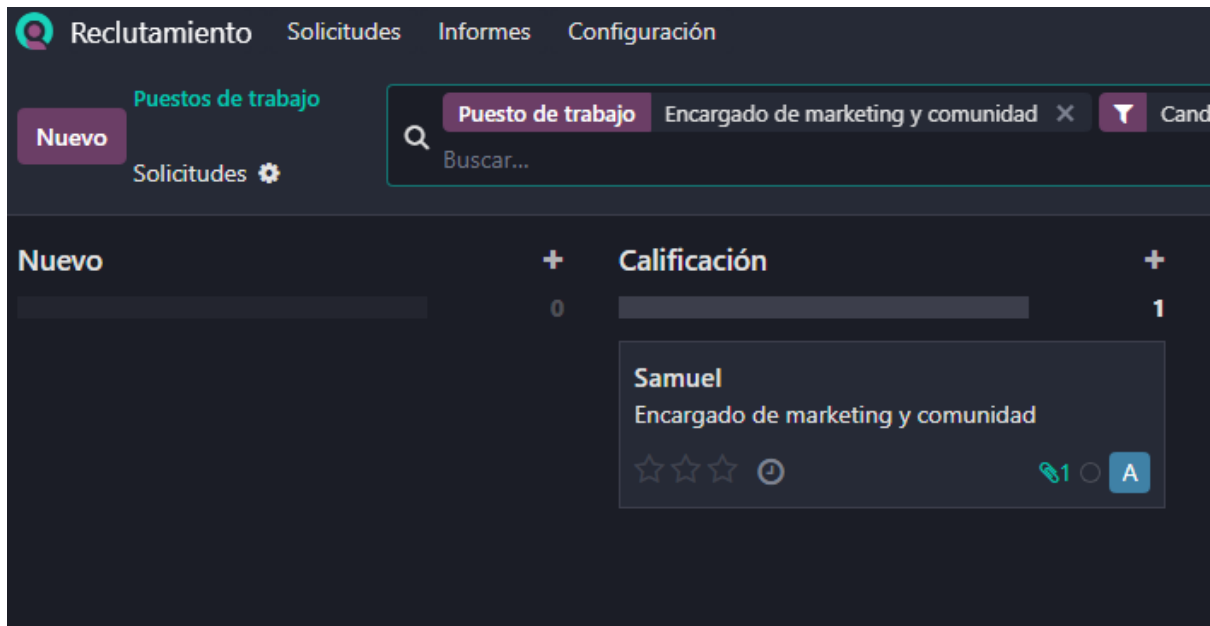 Reclutamiento Solicitudes Informes Configuración
Nuevo
Puestos de trabajo
Solicitudes
Puesto de trabajo Encargado de marketing y comunidad
Buscar...
Nuevo
0
Calificación
1
Samuel
Encargado de marketing y comunidad
1 A